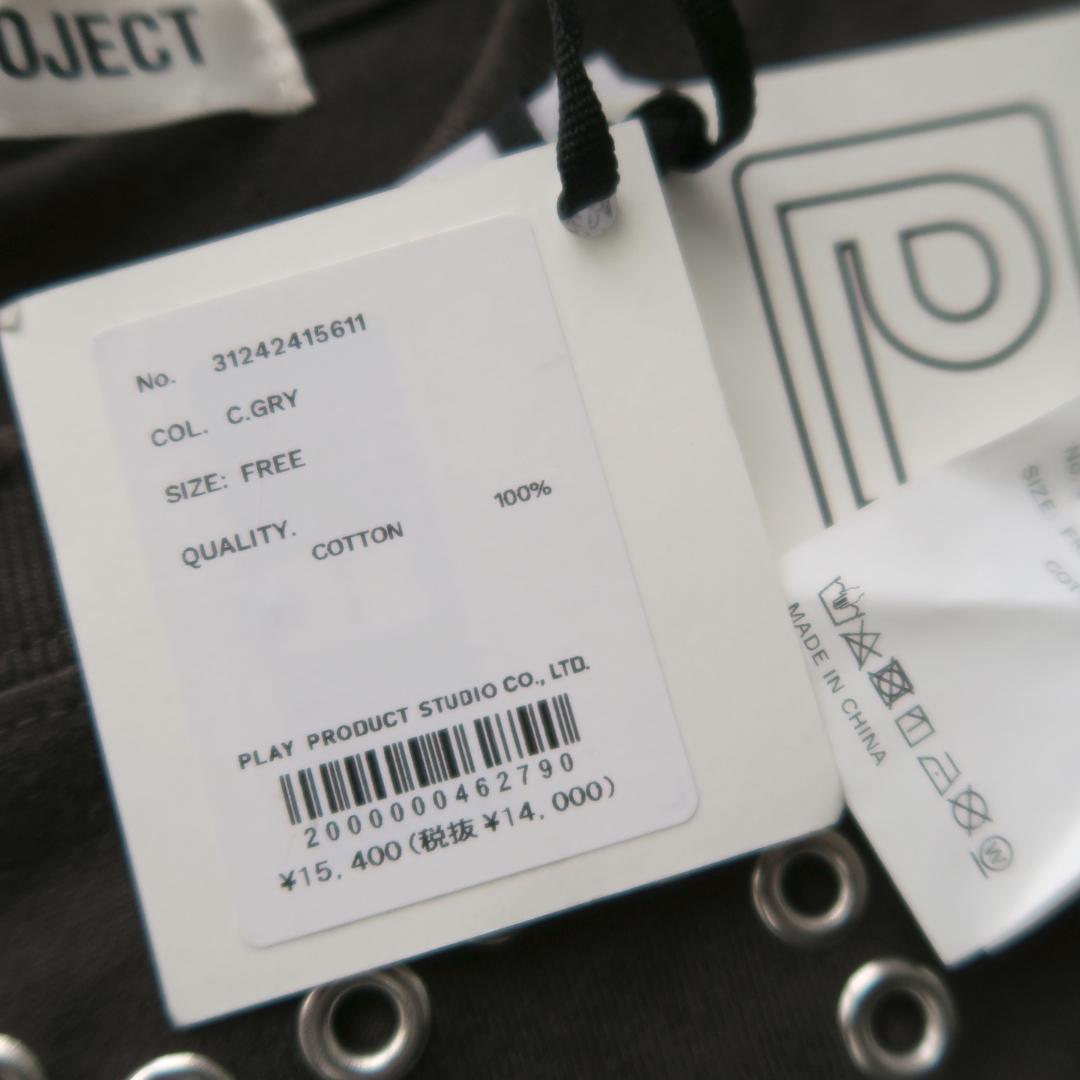 OJECT
No. 31242415611
COL. C.GRY
SIZE: FREE
QUALITY.
COTTON 100%
PLAY PRODUCT STUDIO CO., LTD.
2000000462790
¥15,400(税抜¥14,000)
MADE IN CHINA
SIZE